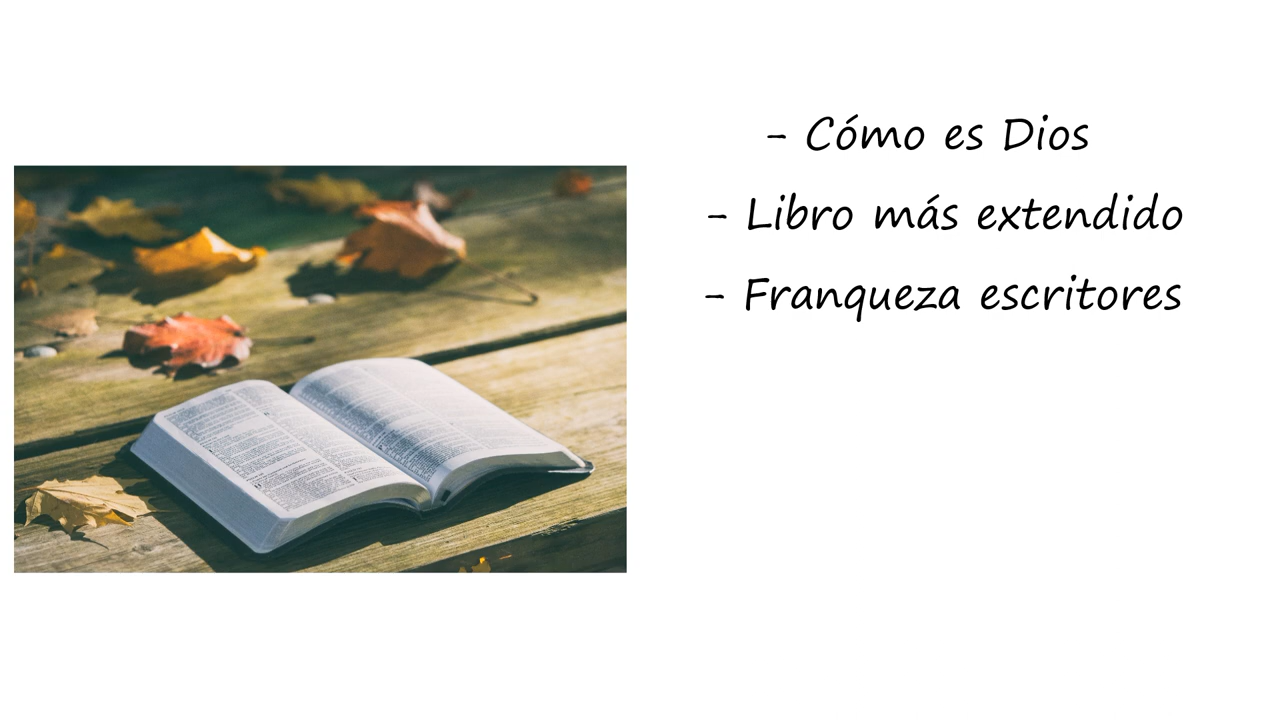 - Cómo es Dios
- Libro más extendido
- Franqueza escritores